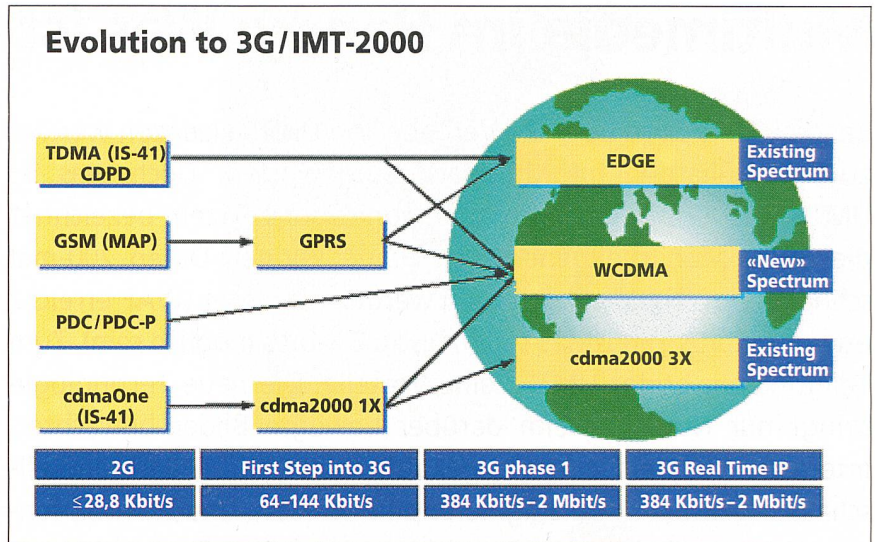 Evolution to 3G/IMT-2000
TDMA (IS-41)
CDPD
EDGE
Existing
Spectrum
GSM (MAP)
GPRS
WCDMA
«New»
Spectrum
PDC/PDC-P
cdmaOne
(IS-41)
cdma2000 1X
cdma2000 3X
Existing
Spectrum
2G
First Step into 3G
3G phase 1
3G Real Time IP
≤28,8 Kbit/s
64–144 Kbit/s
384 Kbit/s–2 Mbit/s
384 Kbit/s–2 Mbit/s